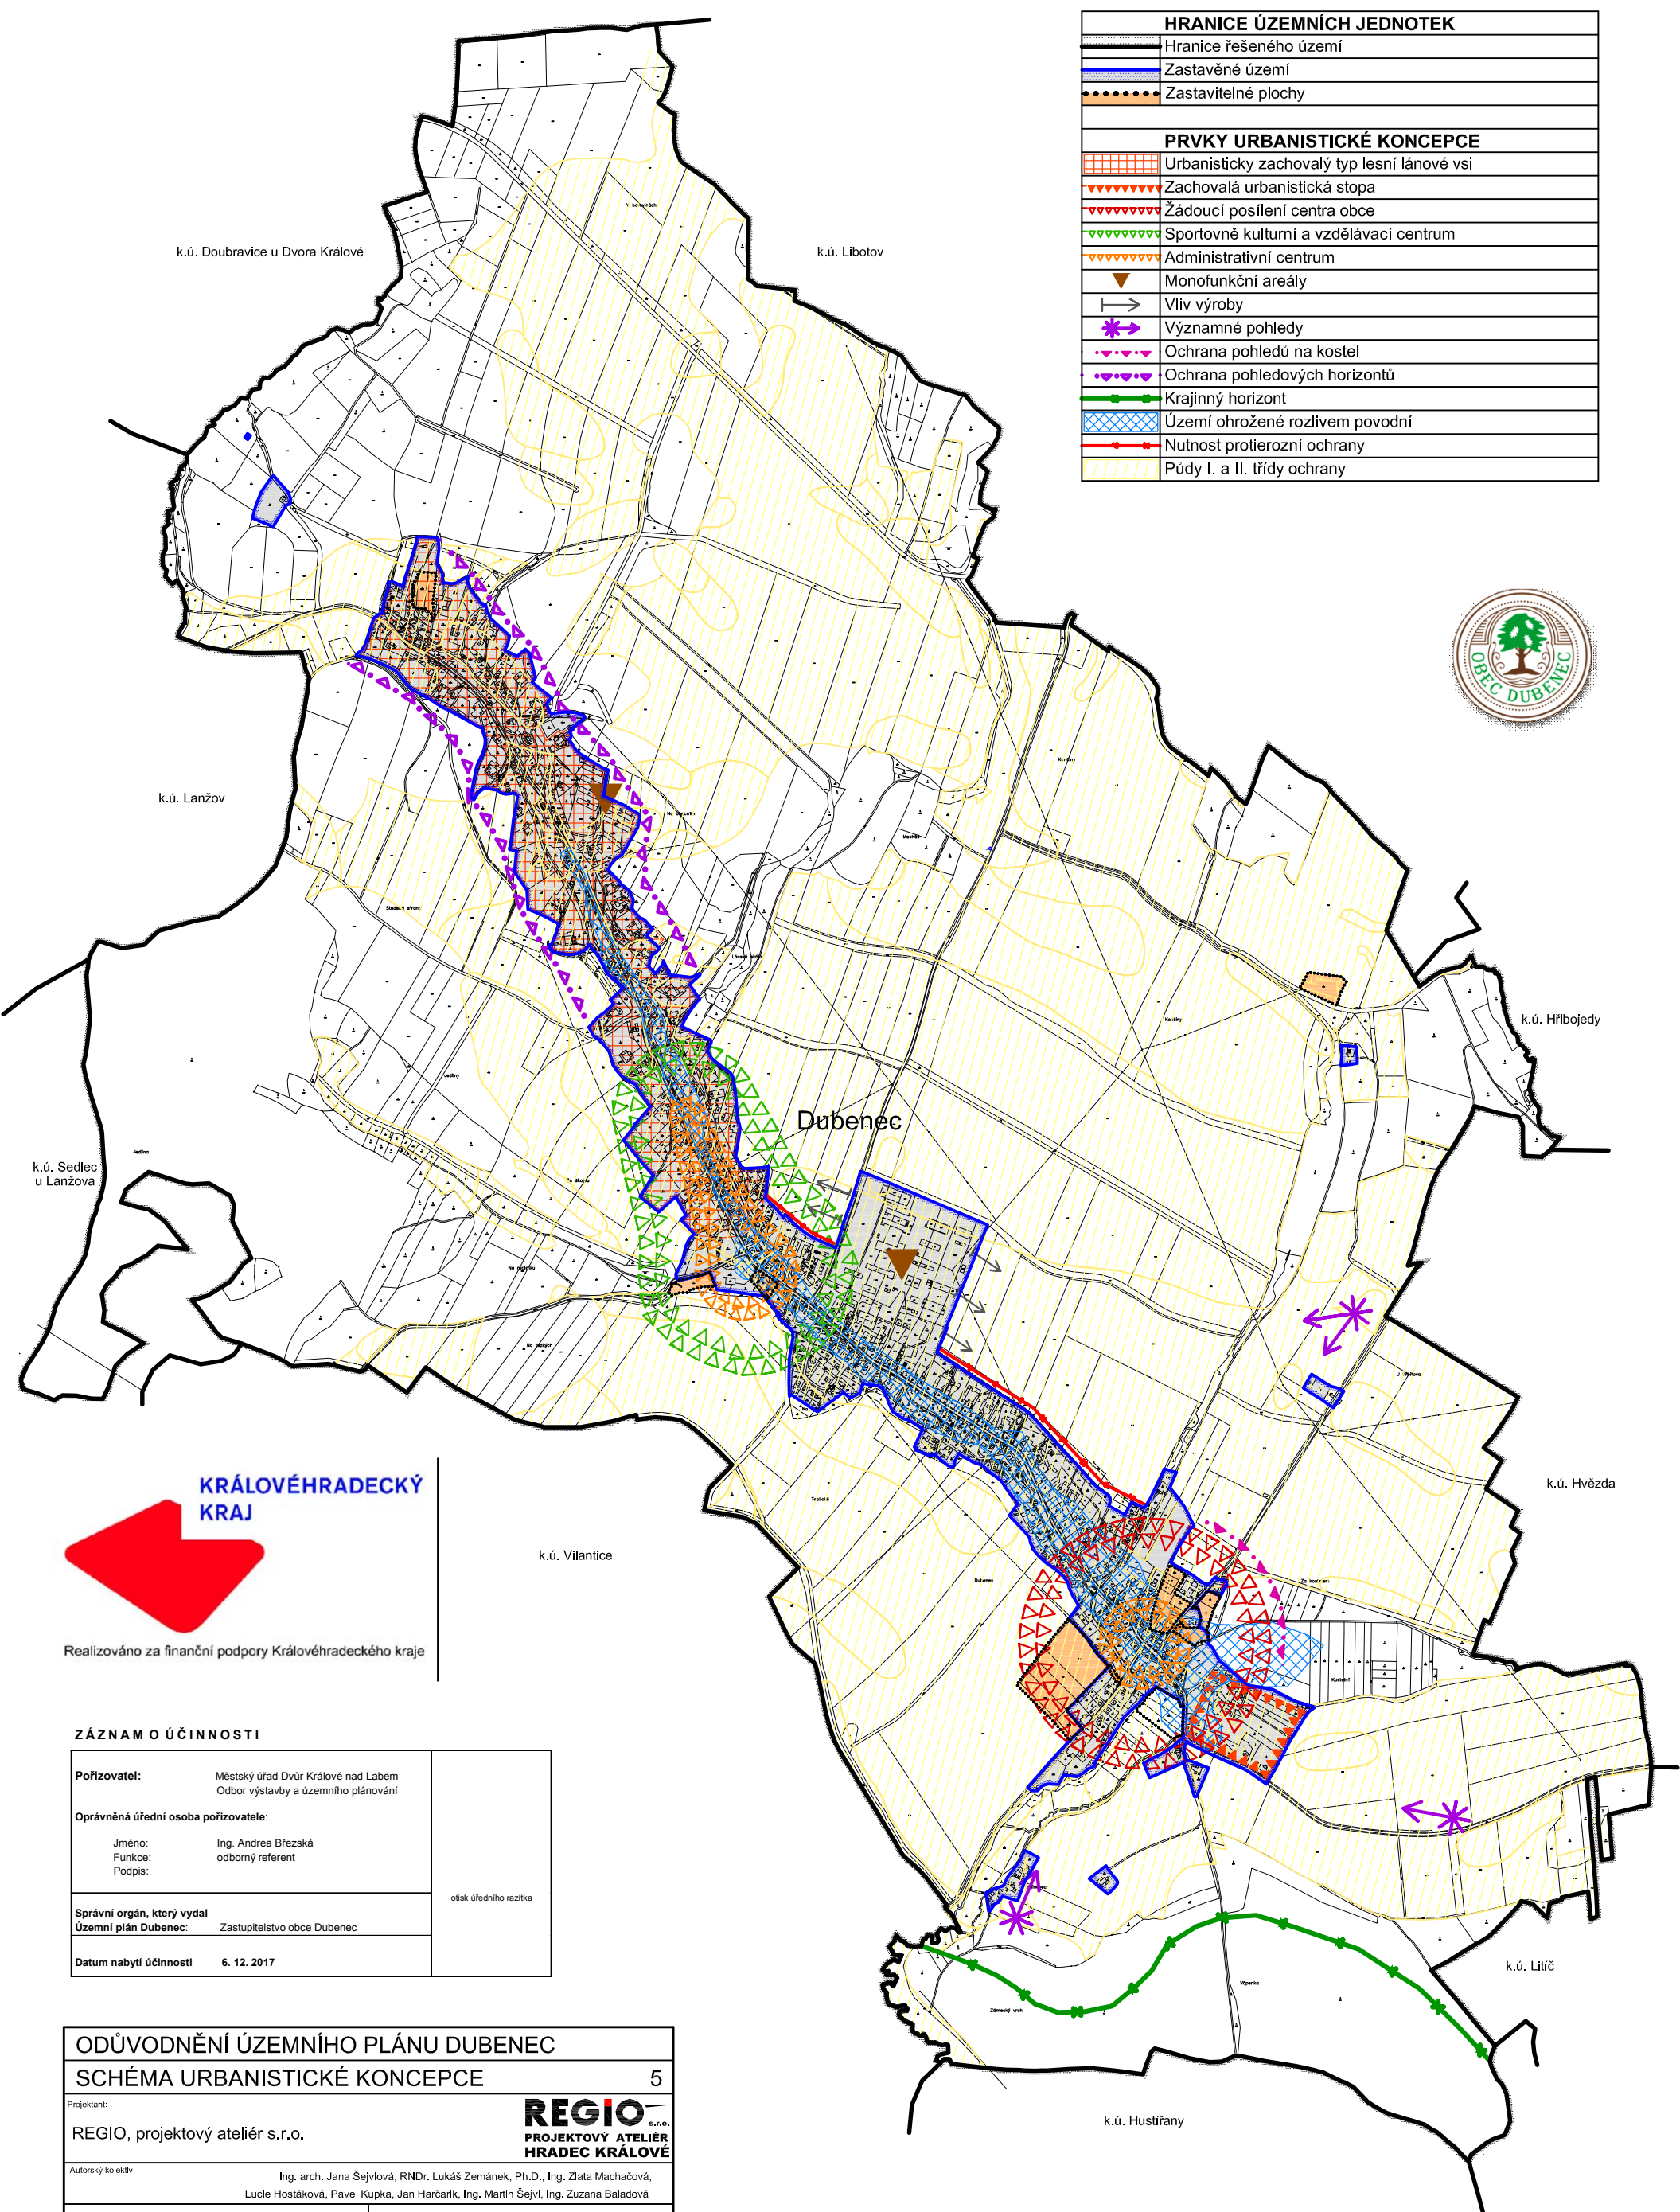 HRANICE ÚZEMNÍCH JEDNOTEK
Hranice řešeného území
Zastavěné území
Zastavitelné plochy
PRVKY URBANISTICKÉ KONCEPCE
Urbanisticky zachovalý typ lesní lánové vsi
Zachovalá urbanistická stopa
Žádoucí posílení centra obce
Sportovně kulturní a vzdělávací centrum
Administrativní centrum
Monofunkční areály
Vliv výroby
Významné pohledy
Ochrana pohledů na kostel
Ochrana pohledových horizontů
Krajinný horizont
Území ohrožené rozlivem povodní
Nutnost protierozní ochrany
Půdy I. a II. třídy ochrany
k.ú. Doubravice u Dvora Králové
k.ú. Libotov
OBEC DUBENEC
k.ú. Lanžov
k.ú. Hřibojedy
Dubenec
k.ú. Sedlec
u Lanžova
k.ú. Hvězda
k.ú. Vilantice
k.ú. Litíč
k.ú. Hustířany
Kostelní
Zámecký vrch
Vápenka
Trpišiště
Dubenec
Jedliny
Jedlina
KRÁLOVÉHRADECKÝ
KRAJ
Realizováno za finanční podpory Královéhradeckého kraje
ZÁZNAM O ÚČINNOSTI
Pořizovatel: Městský úřad Dvůr Králové nad Labem
Odbor výstavby a územního plánování
Oprávněná úřední osoba pořizovatele:
Jméno: Ing. Andrea Březská
Funkce: odborný referent
Podpis:
otisk úředního razítka
Správní orgán, který vydal
Územní plán Dubenec: Zastupitelstvo obce Dubenec
Datum nabytí účinnosti 6. 12. 2017
ODŮVODNĚNÍ ÚZEMNÍHO PLÁNU DUBENEC
SCHÉMA URBANISTICKÉ KONCEPCE 5
Projektant:
REGIO, projektový ateliér s.r.o.
REGIO s.r.o.
PROJEKTOVÝ ATELIÉR
HRADEC KRÁLOVÉ
Autorský kolektiv:
Ing. arch. Jana Šejvlová, RNDr. Lukáš Zemánek, Ph.D., Ing. Zlata Machačová,
Lucie Hostáková, Pavel Kupka, Jan Harčarik, Ing. Martin Šejvl, Ing. Zuzana Baladová